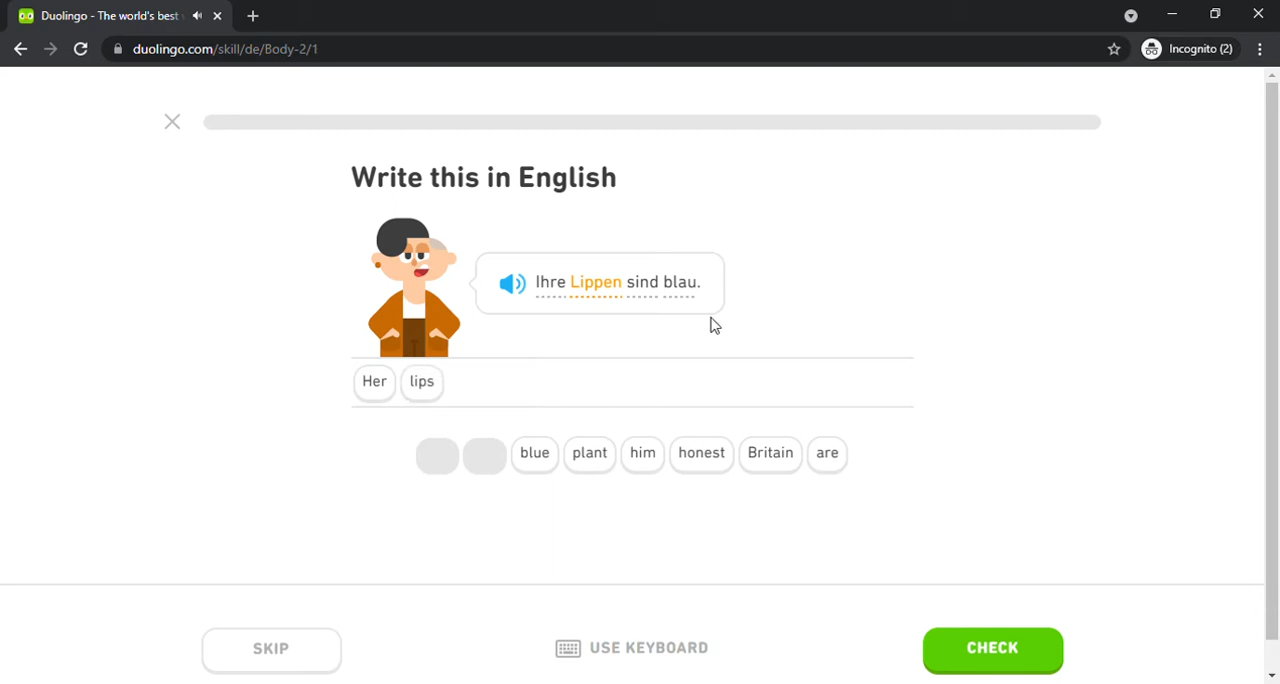 Duolingo - The world's best
duolingo.com/skill/de/Body-2/1
Incognito (2)
Write this in English
Ihre Lippen sind blau.
Her lips
blue plant him honest Britain are
SKIP
USE KEYBOARD
CHECK